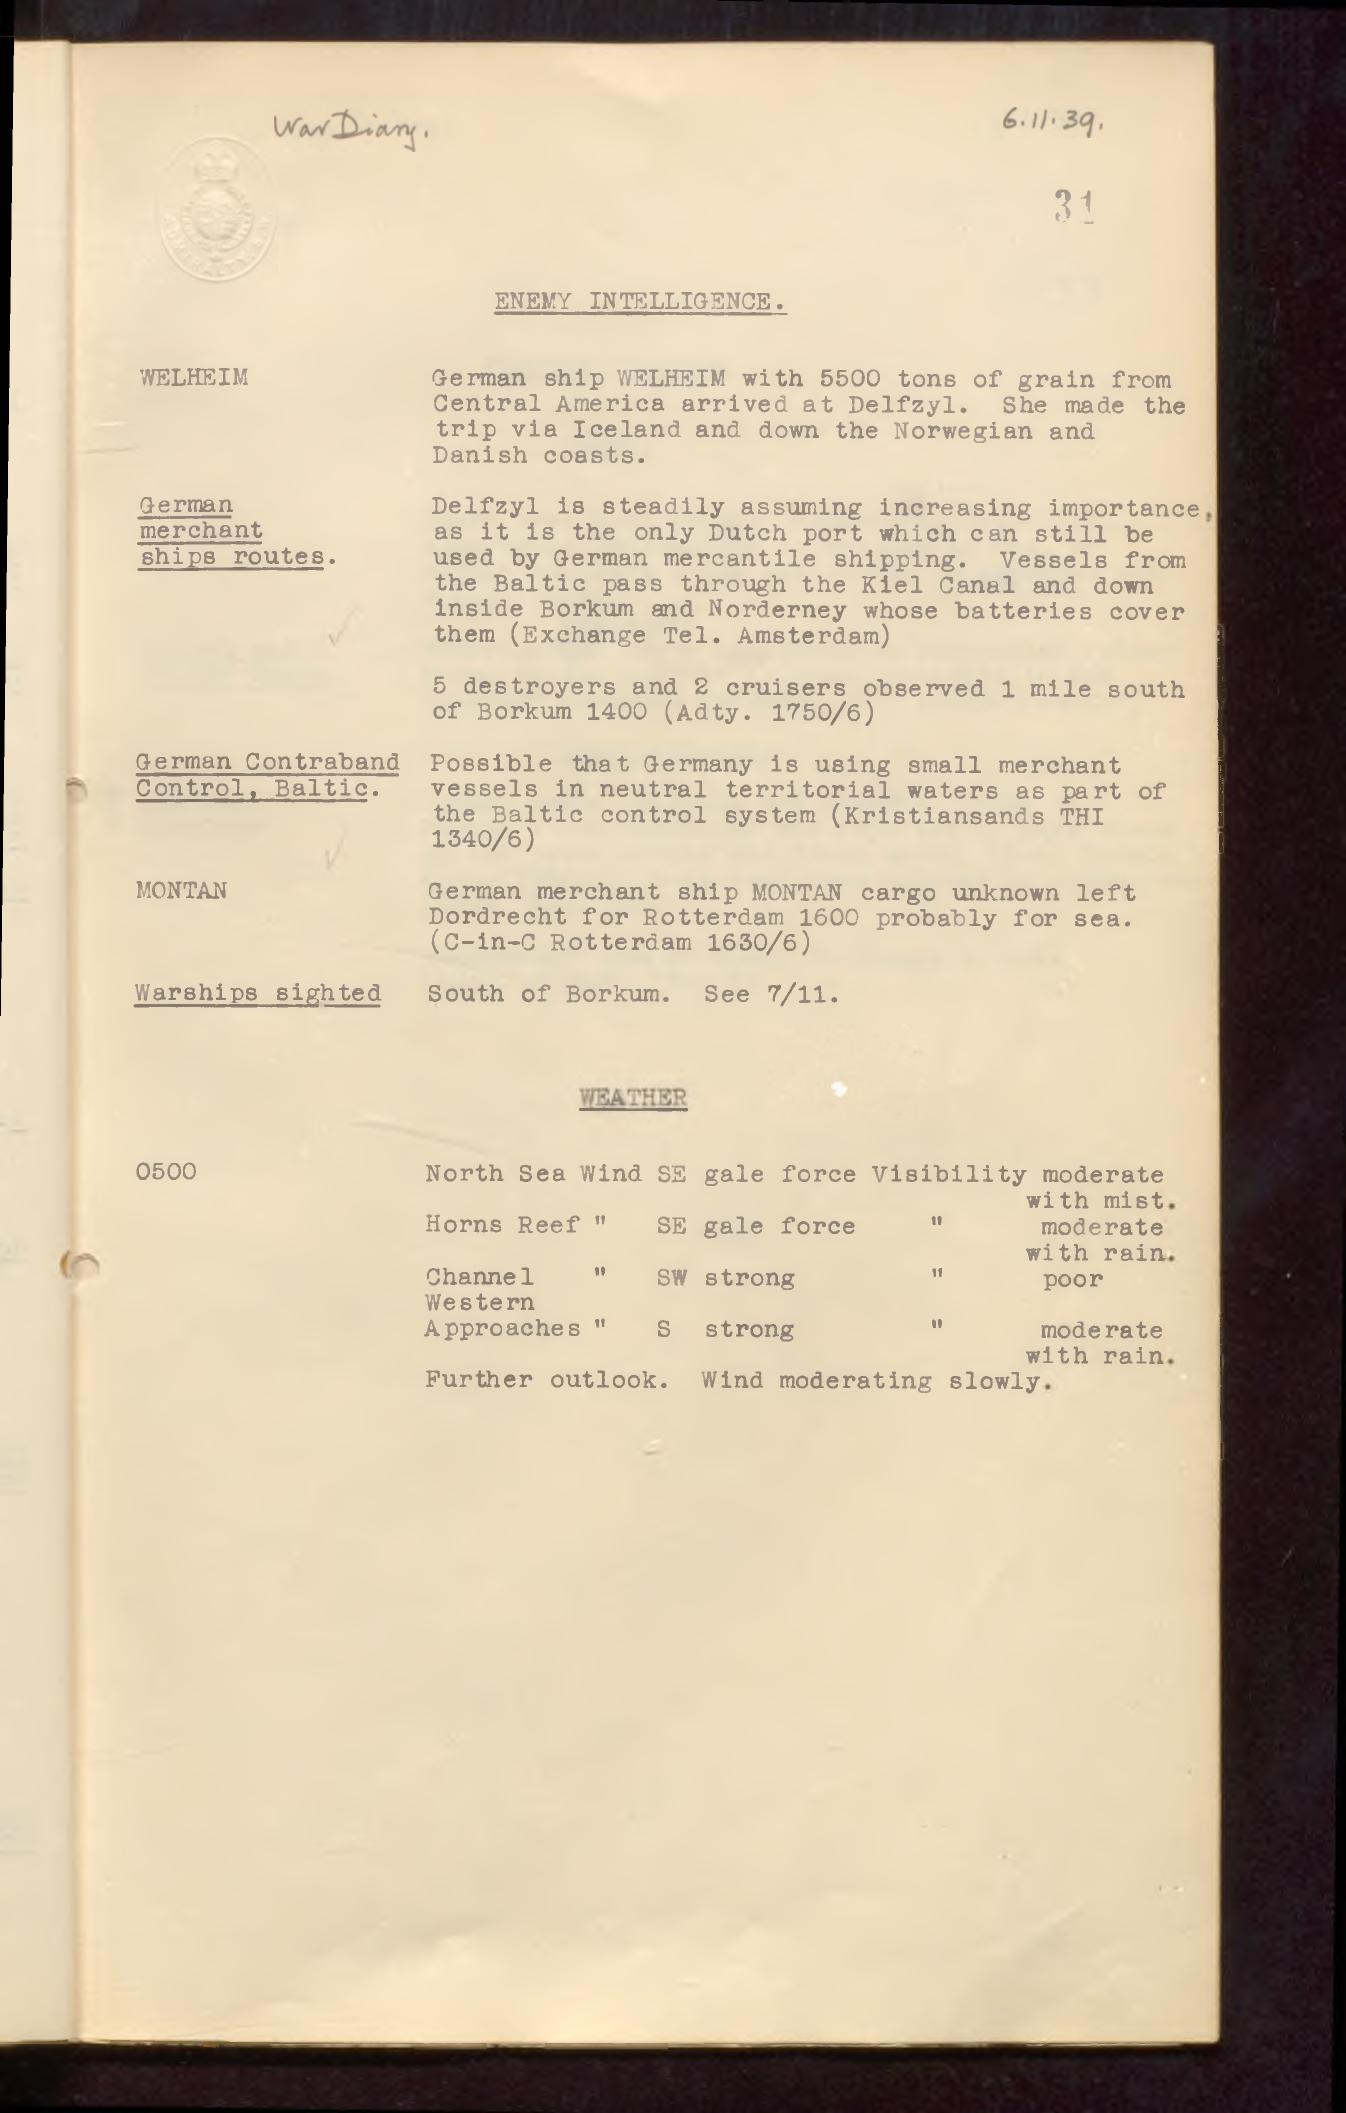 War Diary.
6.11.39.
31
ADMIRALTY
ENEMY INTELLIGENCE.
WELHEIM German ship WELHEIM with 5500 tons of grain from
Central America arrived at Delfzyl. She made the
trip via Iceland and down the Norwegian and
Danish coasts.
German Delfzyl is steadily assuming increasing importance,
merchant as it is the only Dutch port which can still be
ships routes. used by German mercantile shipping. Vessels from
the Baltic pass through the Kiel Canal and down
inside Borkum and Norderney whose batteries cover
them (Exchange Tel. Amsterdam)
5 destroyers and 2 cruisers observed 1 mile south
of Borkum 1400 (Adty. 1750/6)
German Contraband Possible that Germany is using small merchant
Control, Baltic. vessels in neutral territorial waters as part of
the Baltic control system (Kristiansands THI
1340/6)
MONTAN German merchant ship MONTAN cargo unknown left
Dordrecht for Rotterdam 1600 probably for sea.
(C-in-C Rotterdam 1630/6)
Warships sighted South of Borkum. See 7/11.
WEATHER
0500 North Sea Wind SE gale force Visibility moderate
with mist.
Horns Reef " SE gale force " moderate
with rain.
Channel " SW strong " poor
Western
Approaches " S strong " moderate
with rain.
Further outlook. Wind moderating slowly.